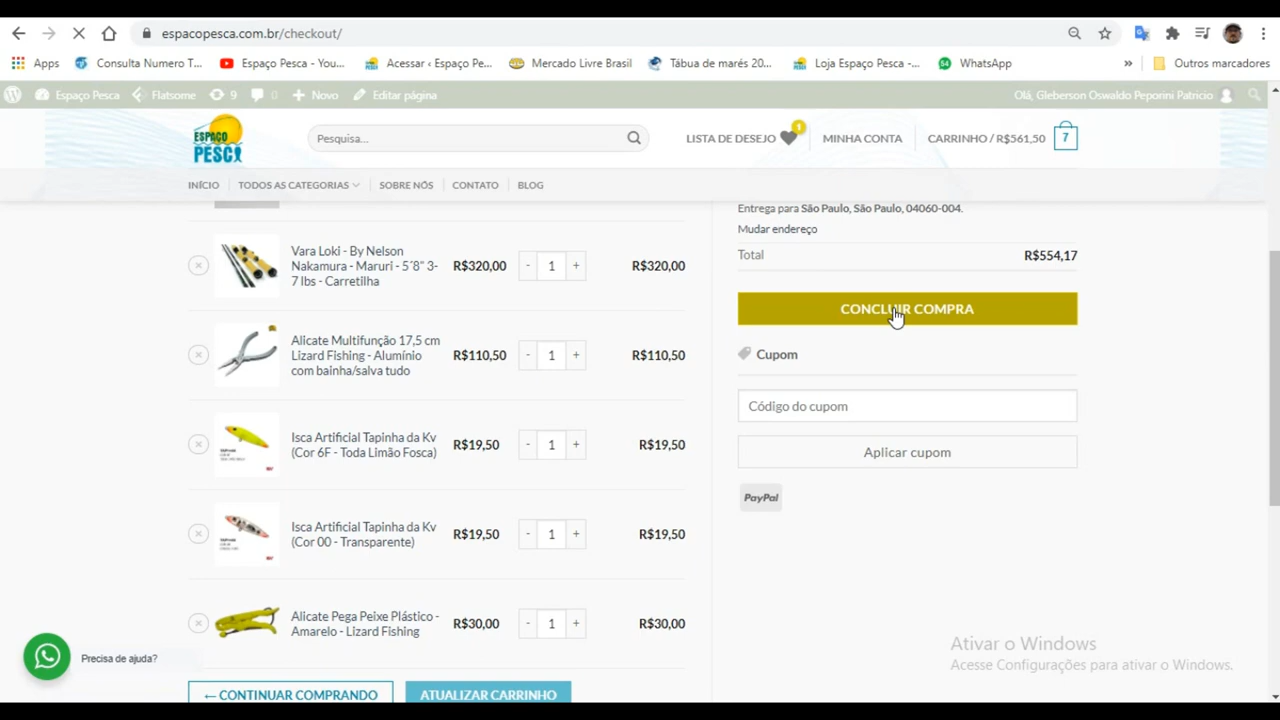 espacopesca.com.br/checkout/
Apps
Consulta Numero T...
Espaço Pesca - You...
Acessar ‹ Espaço Pe...
Mercado Livre Brasil
Tábua de marés 20...
Loja Espaço Pesca -...
WhatsApp
»
Outros marcadores
Espaço Pesca
Flatsome
9
0
Novo
Editar página
Olá, Gleberson Oswaldo Peporini Patricio
ESPAÇO
PESCA
Pesquisa...
LISTA DE DESEJO
1
MINHA CONTA
CARRINHO / R$561,50
7
INÍCIO
TODOS AS CATEGORIAS
SOBRE NÓS
CONTATO
BLOG
Entrega para São Paulo, São Paulo, 04060-004.
Mudar endereço
Total R$554,17
CONCLUIR COMPRA
Cupom
Código do cupom
Aplicar cupom
PayPal
Vara Loki - By Nelson
Nakamura - Maruri - 5´8" 3-
7 lbs - Carretilha
R$320,00 - 1 + R$320,00
Alicate Multifunção 17,5 cm
Lizard Fishing - Alumínio
com bainha/salva tudo
R$110,50 - 1 + R$110,50
Isca Artificial Tapinha da Kv
(Cor 6F - Toda Limão Fosca)
R$19,50 - 1 + R$19,50
Isca Artificial Tapinha da Kv
(Cor 00 - Transparente)
R$19,50 - 1 + R$19,50
Alicate Pega Peixe Plástico -
Amarelo - Lizard Fishing
R$30,00 - 1 + R$30,00
Precisa de ajuda?
← CONTINUAR COMPRANDO
ATUALIZAR CARRINHO
Ativar o Windows
Acesse Configurações para ativar o Windows.